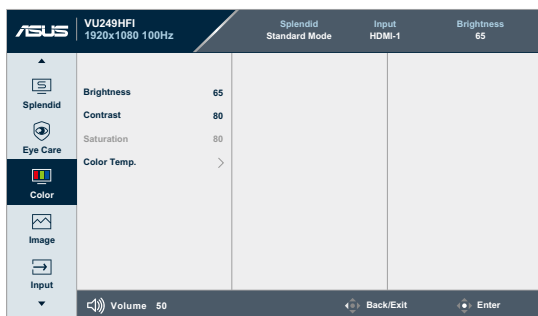 ASUS
VU249HFI
1920x1080 100Hz
Splendid
Standard Mode
Input
HDMI-1
Brightness
65
Splendid
Eye Care
Color
Image
Input
Brightness 65
Contrast 80
Saturation 80
Color Temp.
Volume 50
Back/Exit
Enter